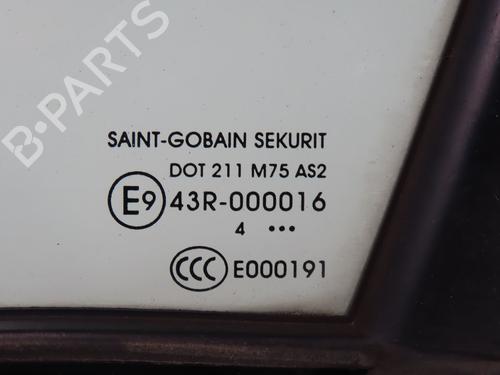 B-PARTS
SAINT-GOBAIN SEKURIT
DOT 211 M75 AS2
E9 43R-000016
4 •••
CCC E000191